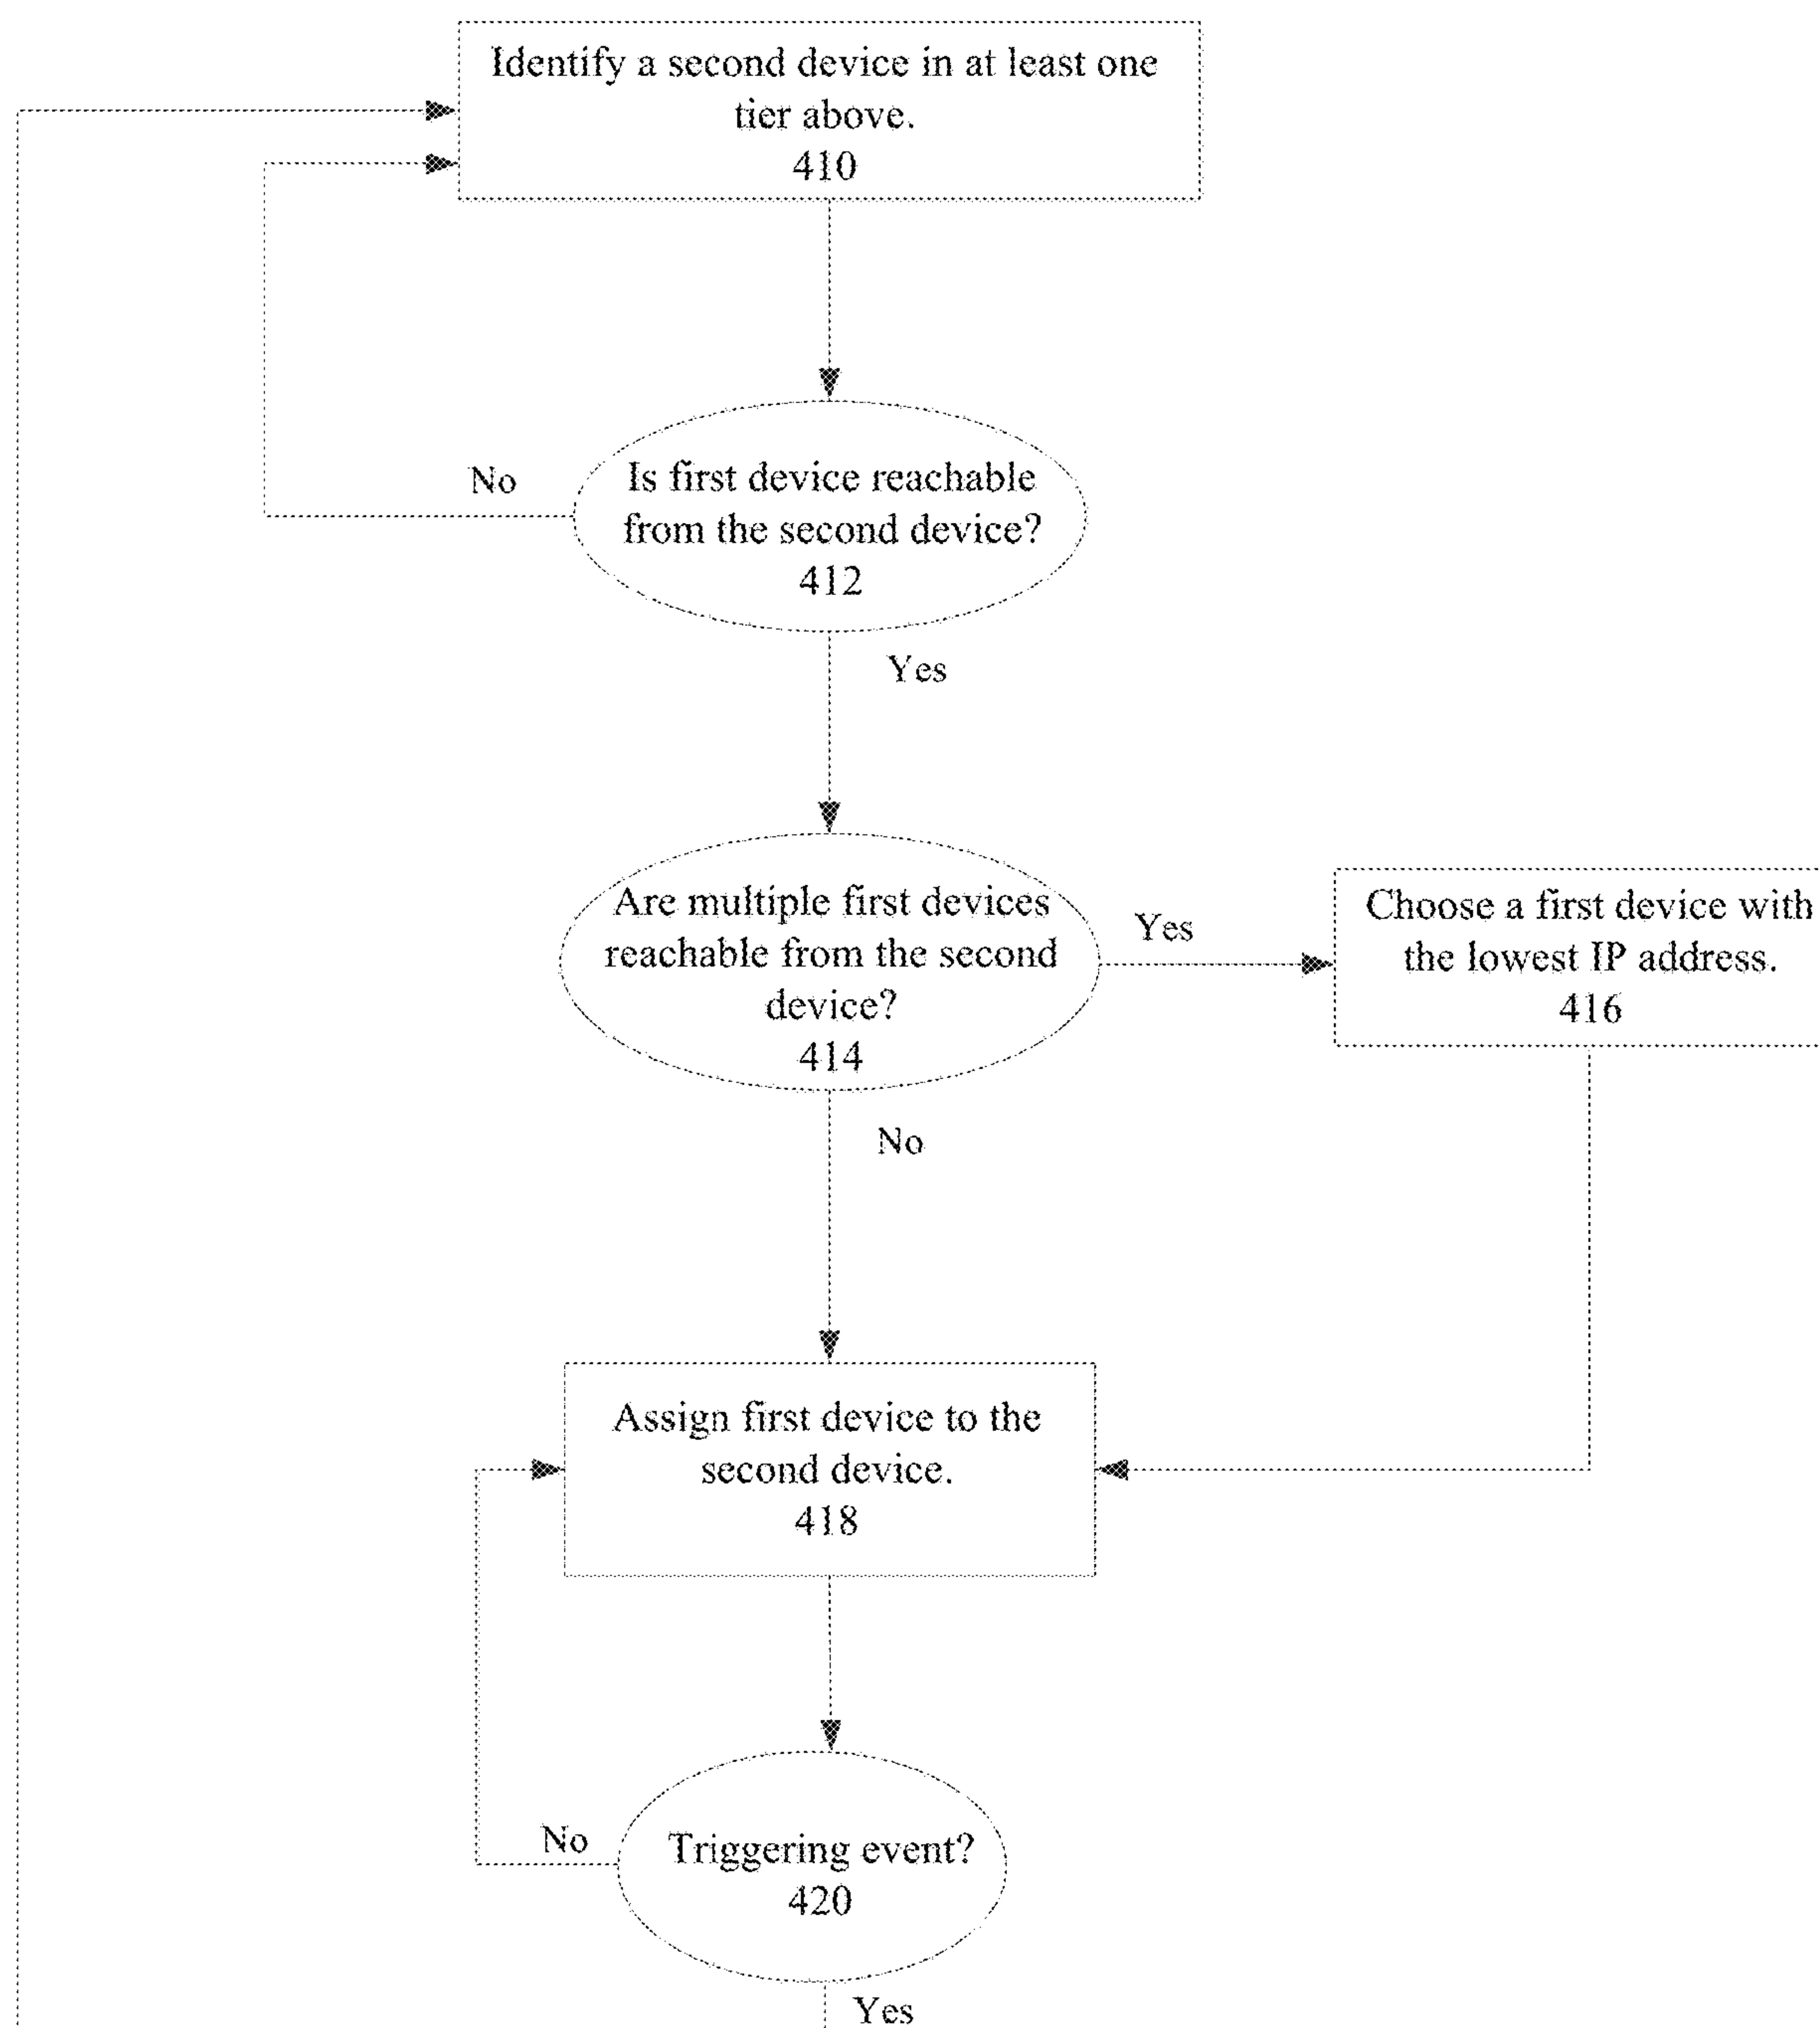 Identify a second device in at least one
tier above.
410
No
Is first device reachable
from the second device?
412
Yes
Are multiple first devices
reachable from the second
device?
414
Yes
Choose a first device with
the lowest IP address.
416
No
Assign first device to the
second device.
418
No
Triggering event?
420
Yes